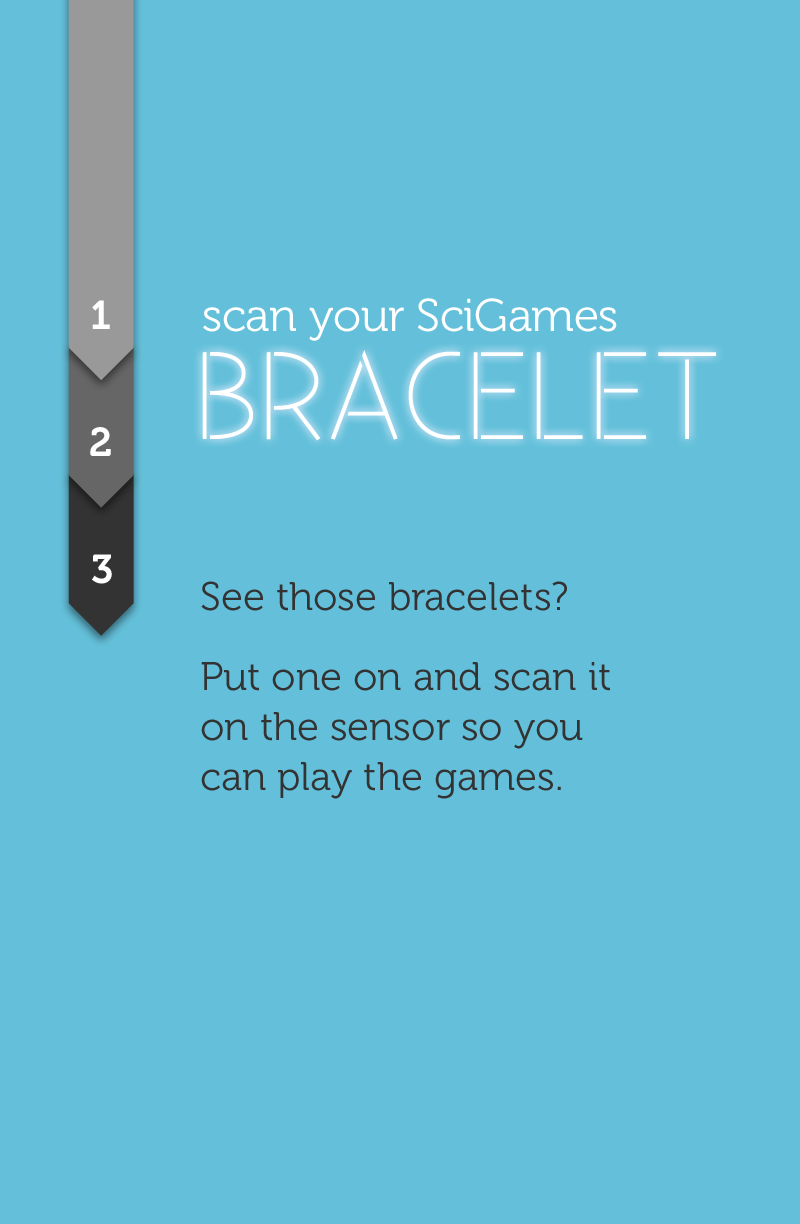 1
scan your SciGames
BRACELET
2
3
See those bracelets?
Put one on and scan it
on the sensor so you
can play the games.